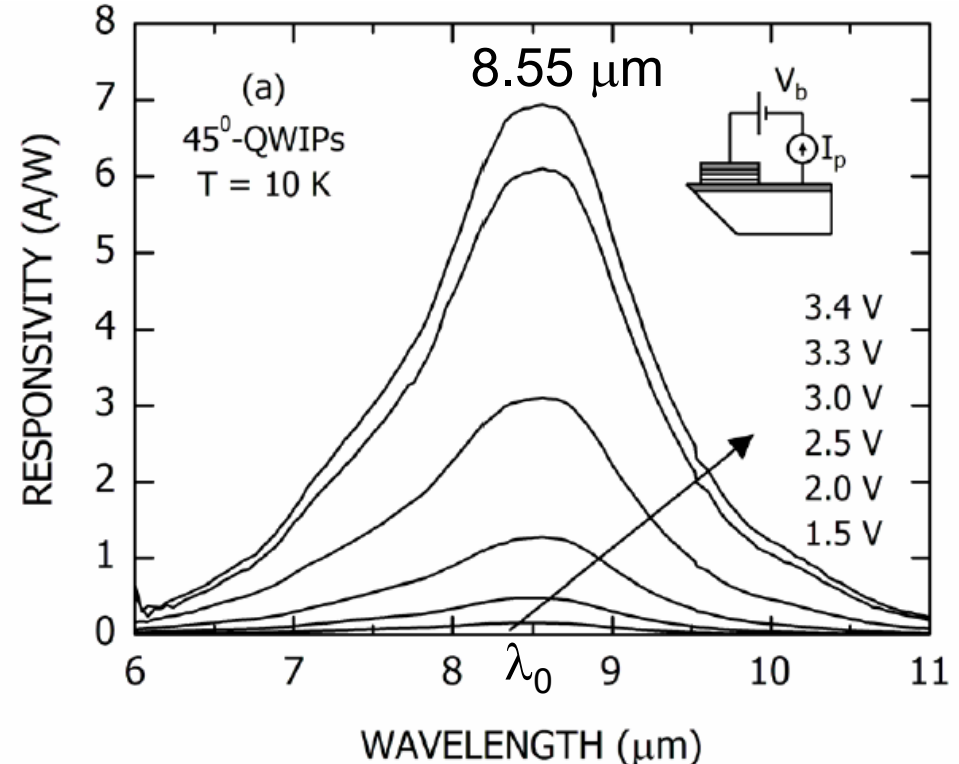 8.55 μm
(a)
45⁰-QWIPs
T = 10 K
V_b
I_p
3.4 V
3.3 V
3.0 V
2.5 V
2.0 V
1.5 V
RESPONSIVITY (A/W)
8
7
6
5
4
3
2
1
0
6 7 8 9 10 11
λ₀
WAVELENGTH (μm)